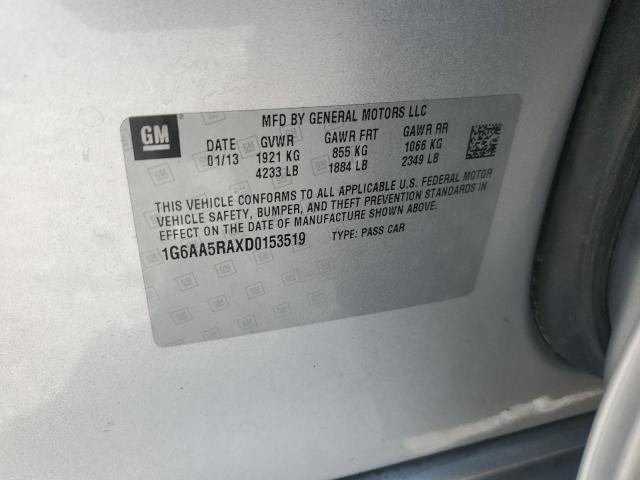 GM
MFD BY GENERAL MOTORS LLC
DATE GVWR GAWR FRT GAWR RR
01/13 1921 KG 855 KG 1066 KG
4233 LB 1884 LB 2349 LB
THIS VEHICLE CONFORMS TO ALL APPLICABLE U.S. FEDERAL MOTOR
VEHICLE SAFETY, BUMPER, AND THEFT PREVENTION STANDARDS IN
EFFECT ON THE DATE OF MANUFACTURE SHOWN ABOVE.
1G6AA5RAXD0153519 TYPE: PASS CAR